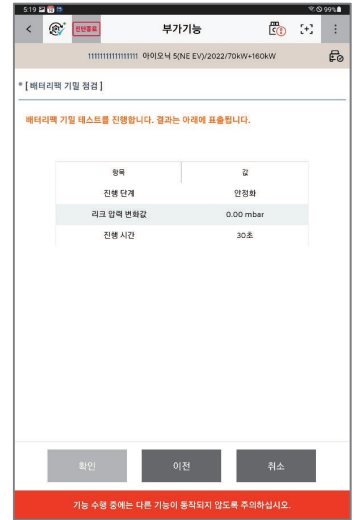 5:19
99%
진단종료
부가기능
11111111111111111 아이오닉 5(NE EV)/2022/70kW+160kW
* [ 배터리팩 기밀 점검 ]
배터리팩 기밀 테스트를 진행합니다. 결과는 아래에 표출됩니다.
항목 값
진행 단계 안정화
리크 압력 변화값 0.00 mbar
진행 시간 30초
확인 이전 취소
기능 수행 중에는 다른 기능이 동작되지 않도록 주의하십시오.